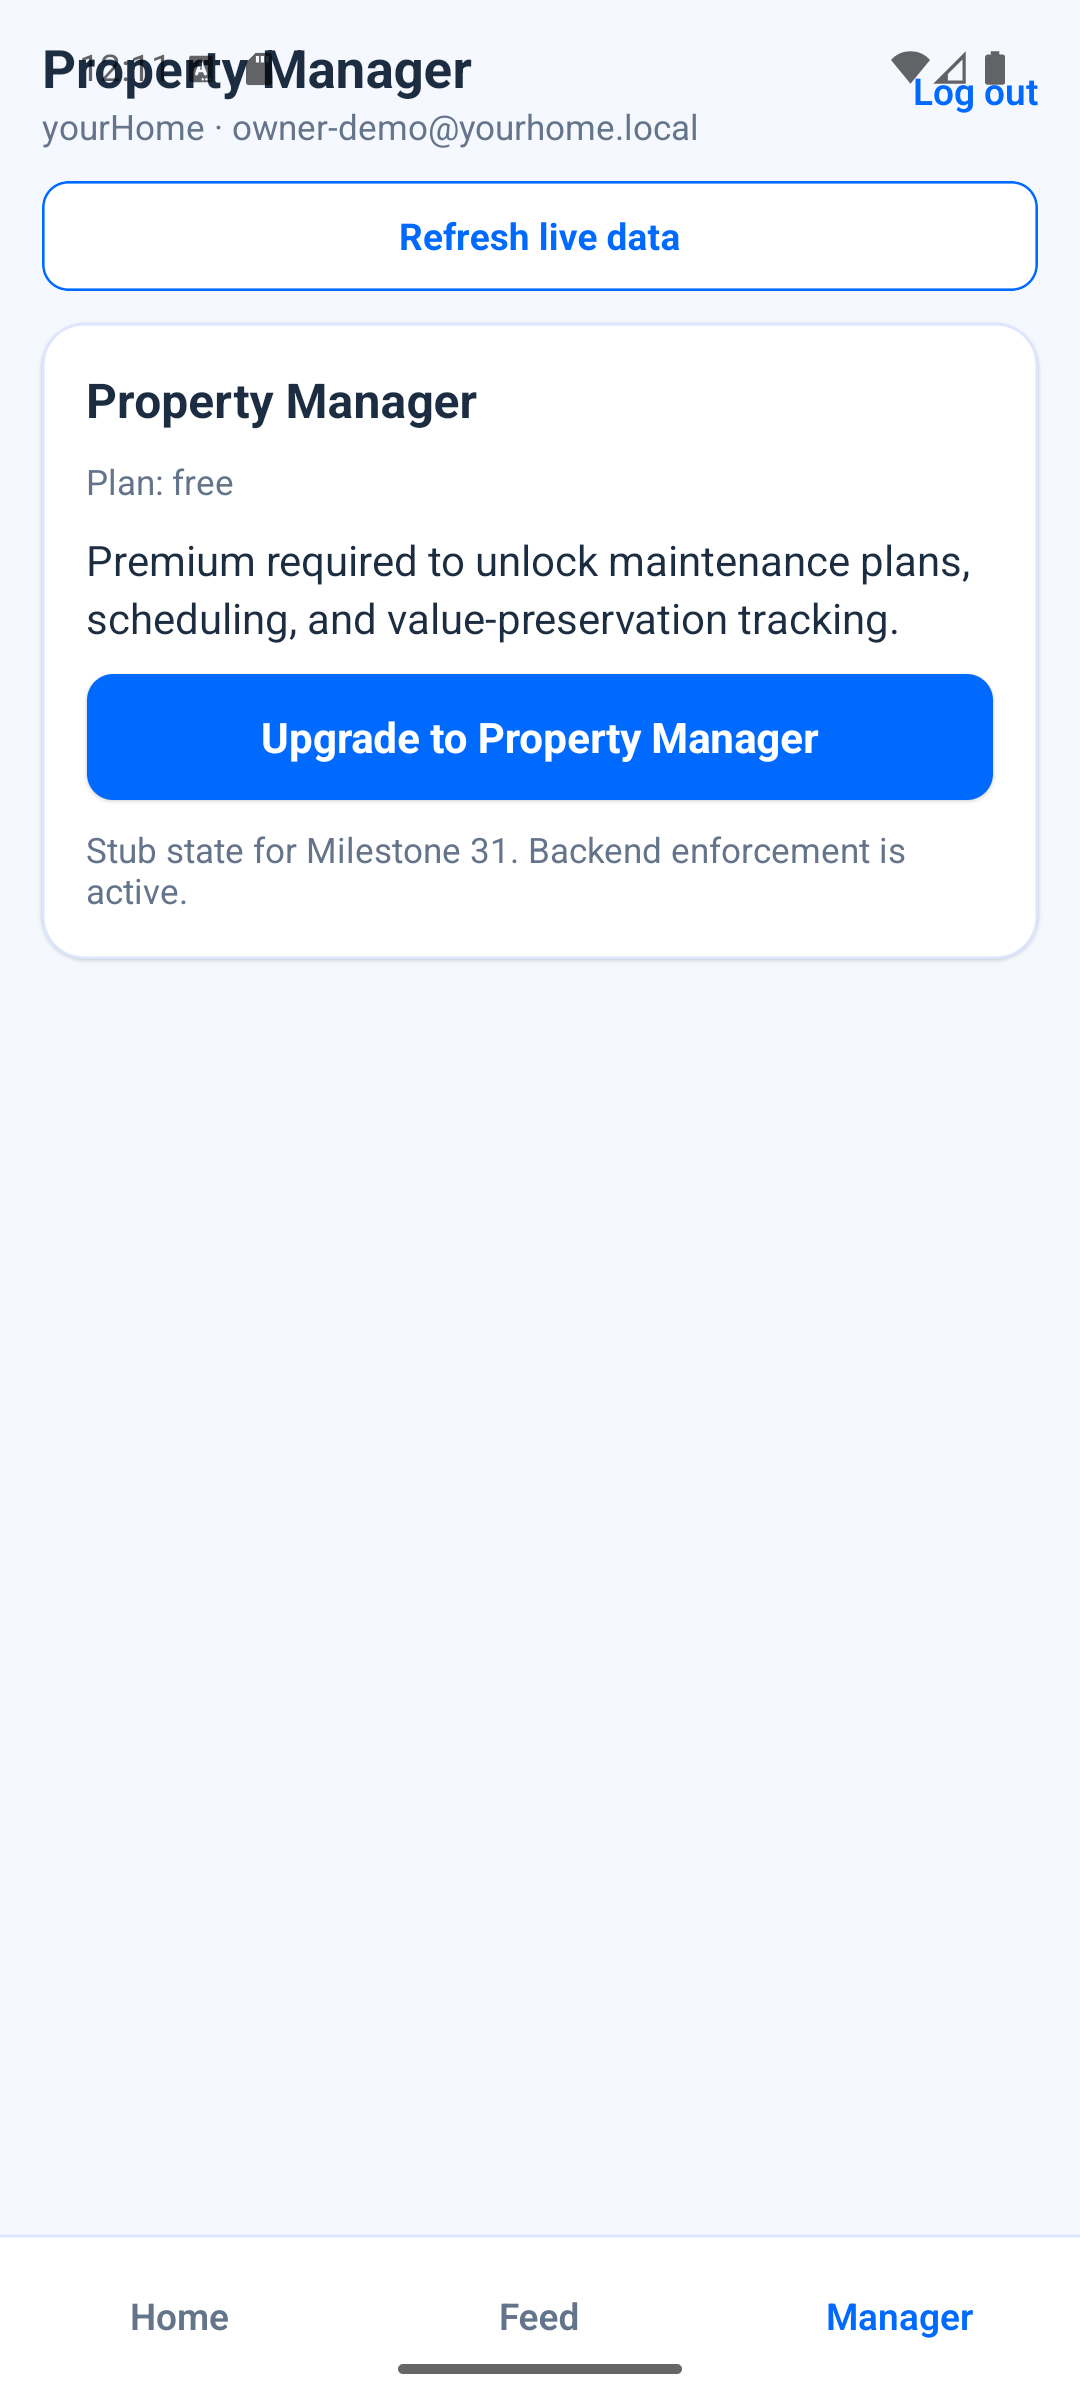 12:11
Property Manager
Log out
yourHome · owner-demo@yourhome.local
Refresh live data
Property Manager
Plan: free
Premium required to unlock maintenance plans,
scheduling, and value-preservation tracking.
Upgrade to Property Manager
Stub state for Milestone 31. Backend enforcement is
active.
Home
Feed
Manager